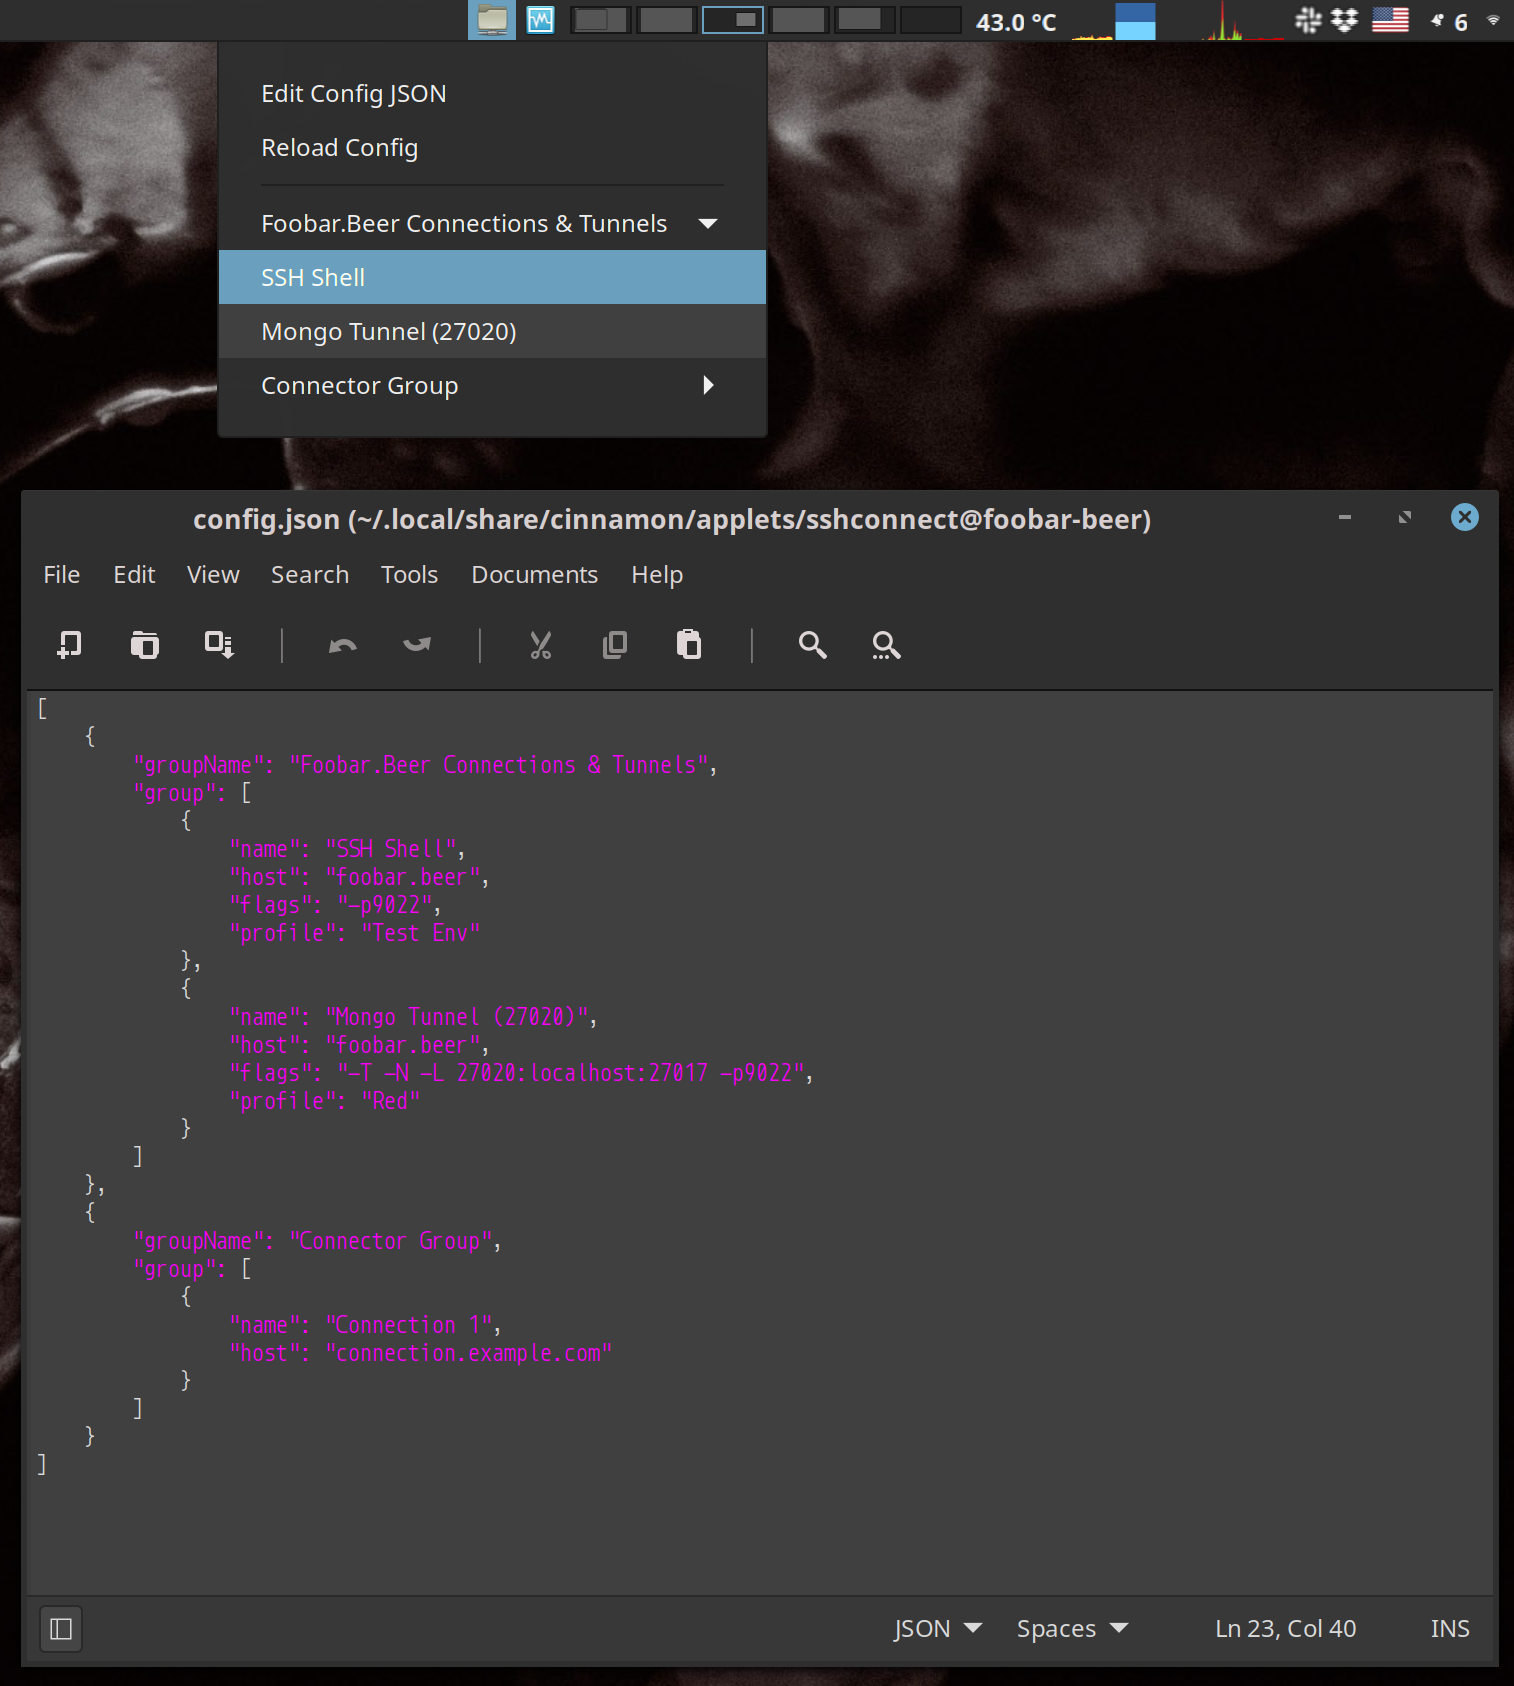 43.0 °C
6
Edit Config JSON
Reload Config
Foobar.Beer Connections & Tunnels
SSH Shell
Mongo Tunnel (27020)
Connector Group
config.json (~/.local/share/cinnamon/applets/sshconnect@foobar-beer)
File Edit View Search Tools Documents Help
[
    {
        "groupName": "Foobar.Beer Connections & Tunnels",
        "group": [
            {
                "name": "SSH Shell",
                "host": "foobar.beer",
                "flags": "-p9022",
                "profile": "Test Env"
            },
            {
                "name": "Mongo Tunnel (27020)",
                "host": "foobar.beer",
                "flags": "-T -N -L 27020:localhost:27017 -p9022",
                "profile": "Red"
            }
        ]
    },
    {
        "groupName": "Connector Group",
        "group": [
            {
                "name": "Connection 1",
                "host": "connection.example.com"
            }
        ]
    }
]
JSON Spaces Ln 23, Col 40 INS